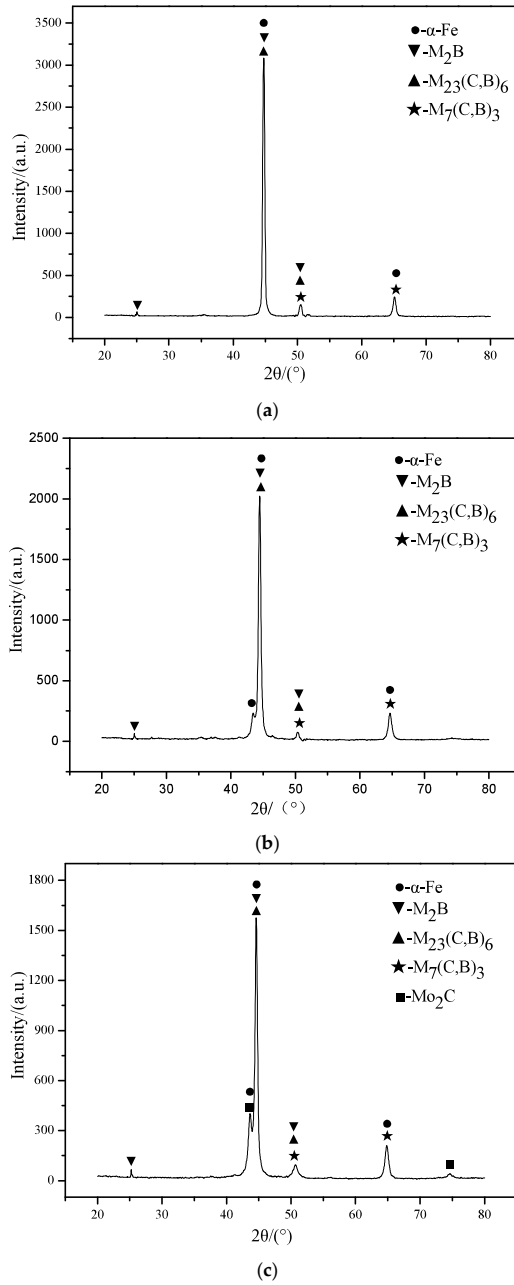 ●-α-Fe
▼-M₂B
▲-M₂₃(C,B)₆
★-M₇(C,B)₃
Intensity/(a.u.)
3500
3000
2500
2000
1500
1000
500
0
20 30 40 50 60 70 80
2θ/(°)
(a)
●-α-Fe
▼-M₂B
▲-M₂₃(C,B)₆
★-M₇(C,B)₃
Intensity/(a.u.)
2500
2000
1500
1000
500
0
20 30 40 50 60 70 80
2θ/（°）
(b)
●-α-Fe
▼-M₂B
▲-M₂₃(C,B)₆
★-M₇(C,B)₃
■-Mo₂C
Intensity/(a.u.)
1800
1500
1200
900
600
300
0
20 30 40 50 60 70 80
2θ/(°)
(c)